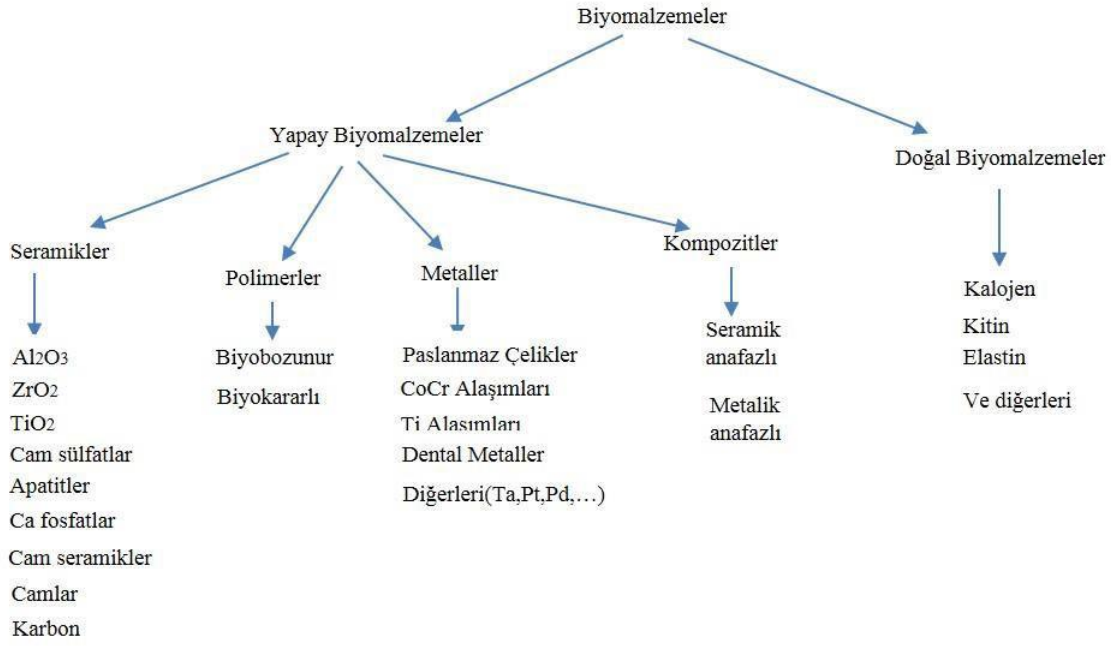 Biyomalzemeler
Yapay Biyomalzemeler
Doğal Biyomalzemeler
Seramikler
Al2O3
ZrO2
TiO2
Cam sülfatlar
Apatitler
Ca fosfatlar
Cam seramikler
Camlar
Karbon
Polimerler
Biyobozunur
Biyokararlı
Metaller
Paslanmaz Çelikler
CoCr Alaşımları
Ti Alaşımları
Dental Metaller
Diğerleri(Ta,Pt,Pd,…)
Kompozitler
Seramik
anafazlı
Metalik
anafazlı
Kalojen
Kitin
Elastin
Ve diğerleri